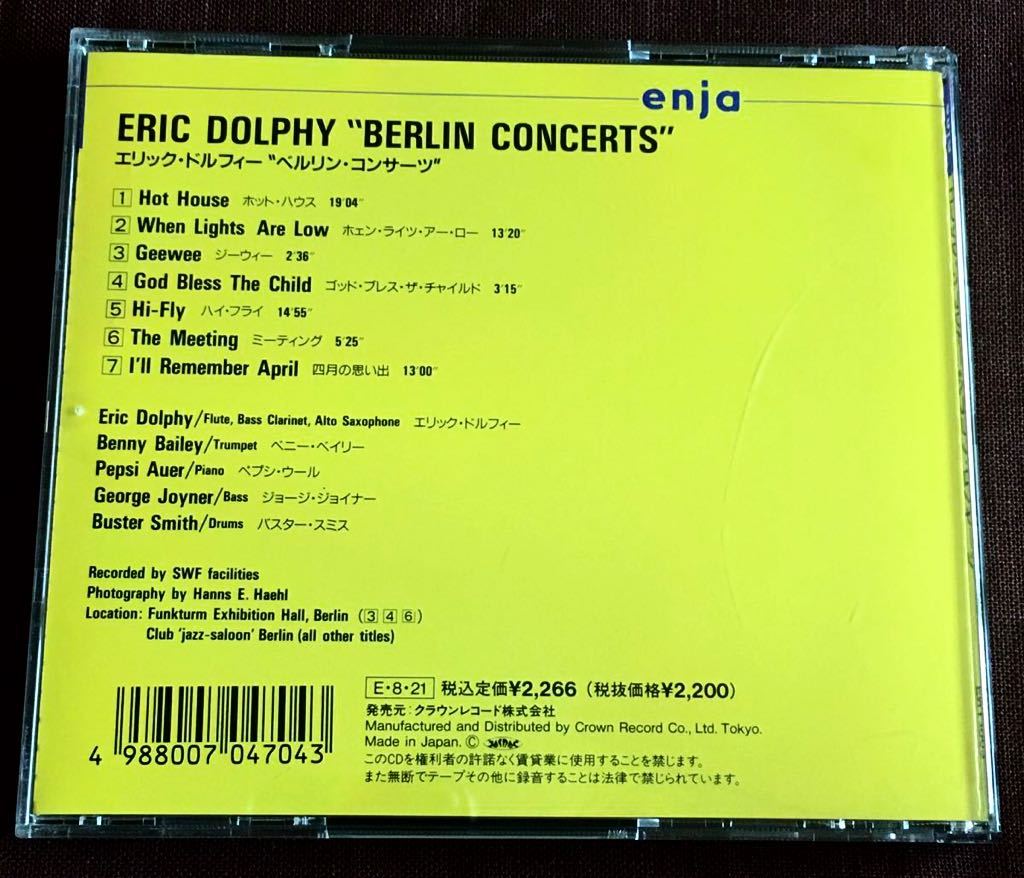 enja
ERIC DOLPHY "BERLIN CONCERTS"
エリック・ドルフィー "ベルリン・コンサーツ"
1 Hot House ホット・ハウス 19'04"
2 When Lights Are Low ホェン・ライツ・アー・ロー 13'20"
3 Geewee ジーウィー 2'36"
4 God Bless The Child ゴッド・ブレス・ザ・チャイルド 3'15"
5 Hi-Fly ハイ・フライ 14'55"
6 The Meeting ミーティング 5'25"
7 I'll Remember April 四月の思い出 13'00"
Eric Dolphy/Flute, Bass Clarinet, Alto Saxophone エリック・ドルフィー
Benny Bailey/Trumpet ベニー・ベイリー
Pepsi Auer/Piano ペプシ・ウール
George Joyner/Bass ジョージ・ジョイナー
Buster Smith/Drums バスター・スミス
Recorded by SWF facilities
Photography by Hanns E. Haehl
Location: Funkturm Exhibition Hall, Berlin (3 4 6)
Club 'jazz-saloon' Berlin (all other titles)
E・8・21 税込定価¥2,266 (税抜価格¥2,200)
発売元:クラウンレコード株式会社
Manufactured and Distributed by Crown Record Co., Ltd. Tokyo.
Made in Japan. Ⓒ
このCDを権利者の許諾なく賃貸業に使用することを禁じます。
また無断でテープその他に録音することは法律で禁じられています。
4 988007 047043